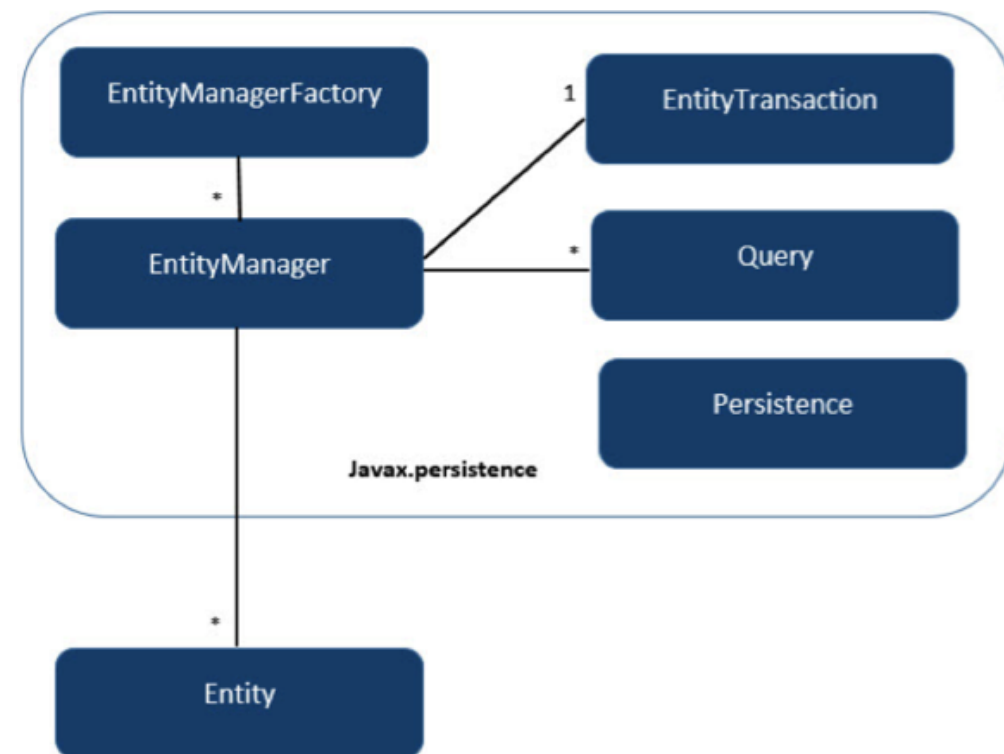 EntityManagerFactory
1
EntityTransaction
*
EntityManager
*
Query
Persistence
Javax.persistence
*
Entity